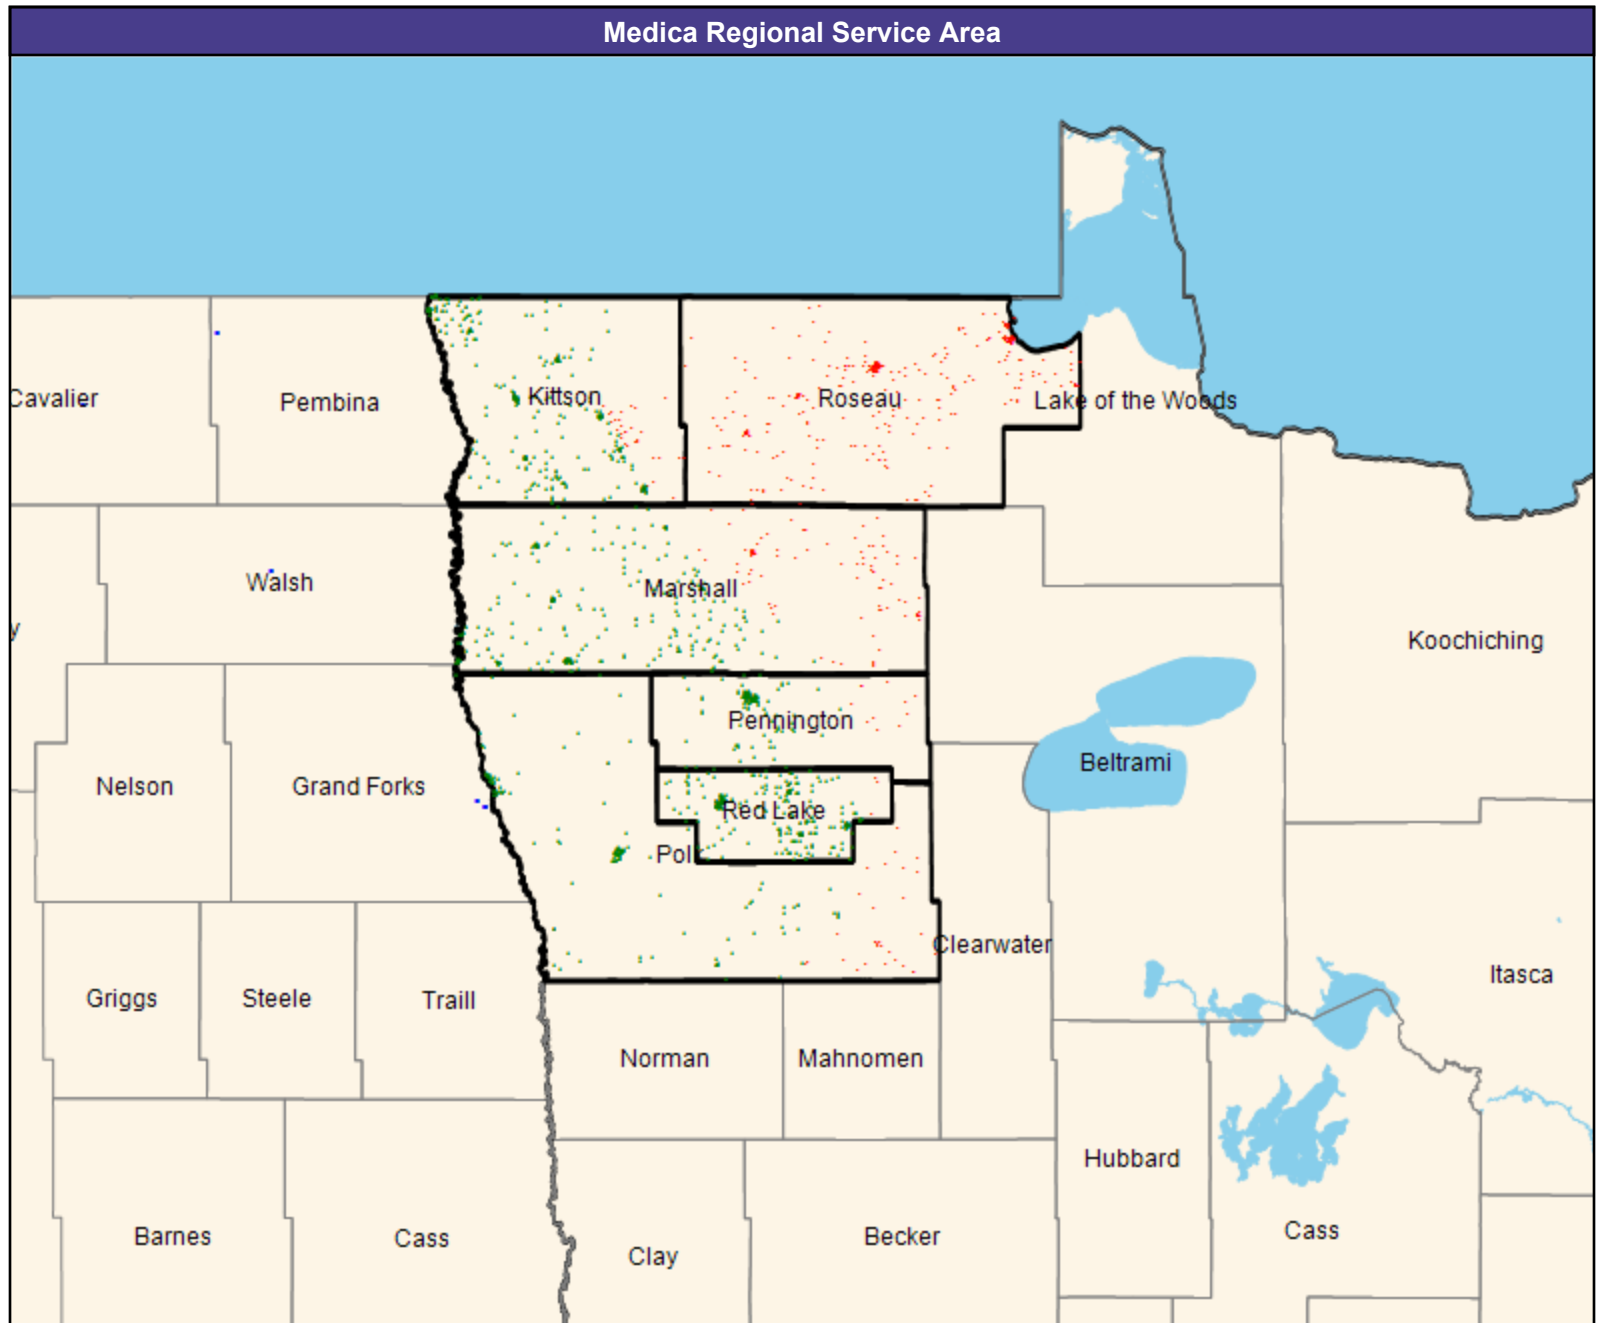 Medica Regional Service Area
Cavalier
Pembina
Kittson
Roseau
Lake of the Woods
Walsh
Marshall
y
Koochiching
Nelson
Grand Forks
Pennington
Beltrami
Red Lake
Pol
Clearwater
Griggs
Steele
Traill
Itasca
Norman
Mahnomen
Hubbard
Barnes
Cass
Clay
Becker
Cass